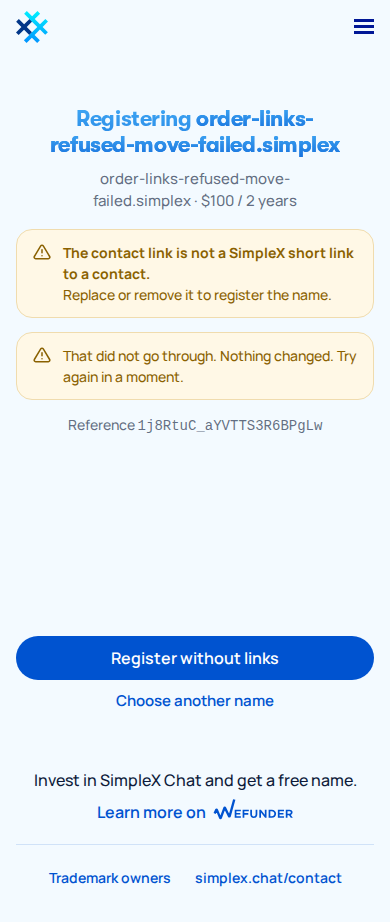 Registering order-links-
refused-move-failed.simplex
order-links-refused-move-
failed.simplex · $100 / 2 years
The contact link is not a SimpleX short link
to a contact.
Replace or remove it to register the name.
That did not go through. Nothing changed. Try
again in a moment.
Reference 1j8RtuC_aYVTTS3R6BPgLw
Register without links
Choose another name
Invest in SimpleX Chat and get a free name.
Learn more on WEFUNDER
Trademark owners simplex.chat/contact